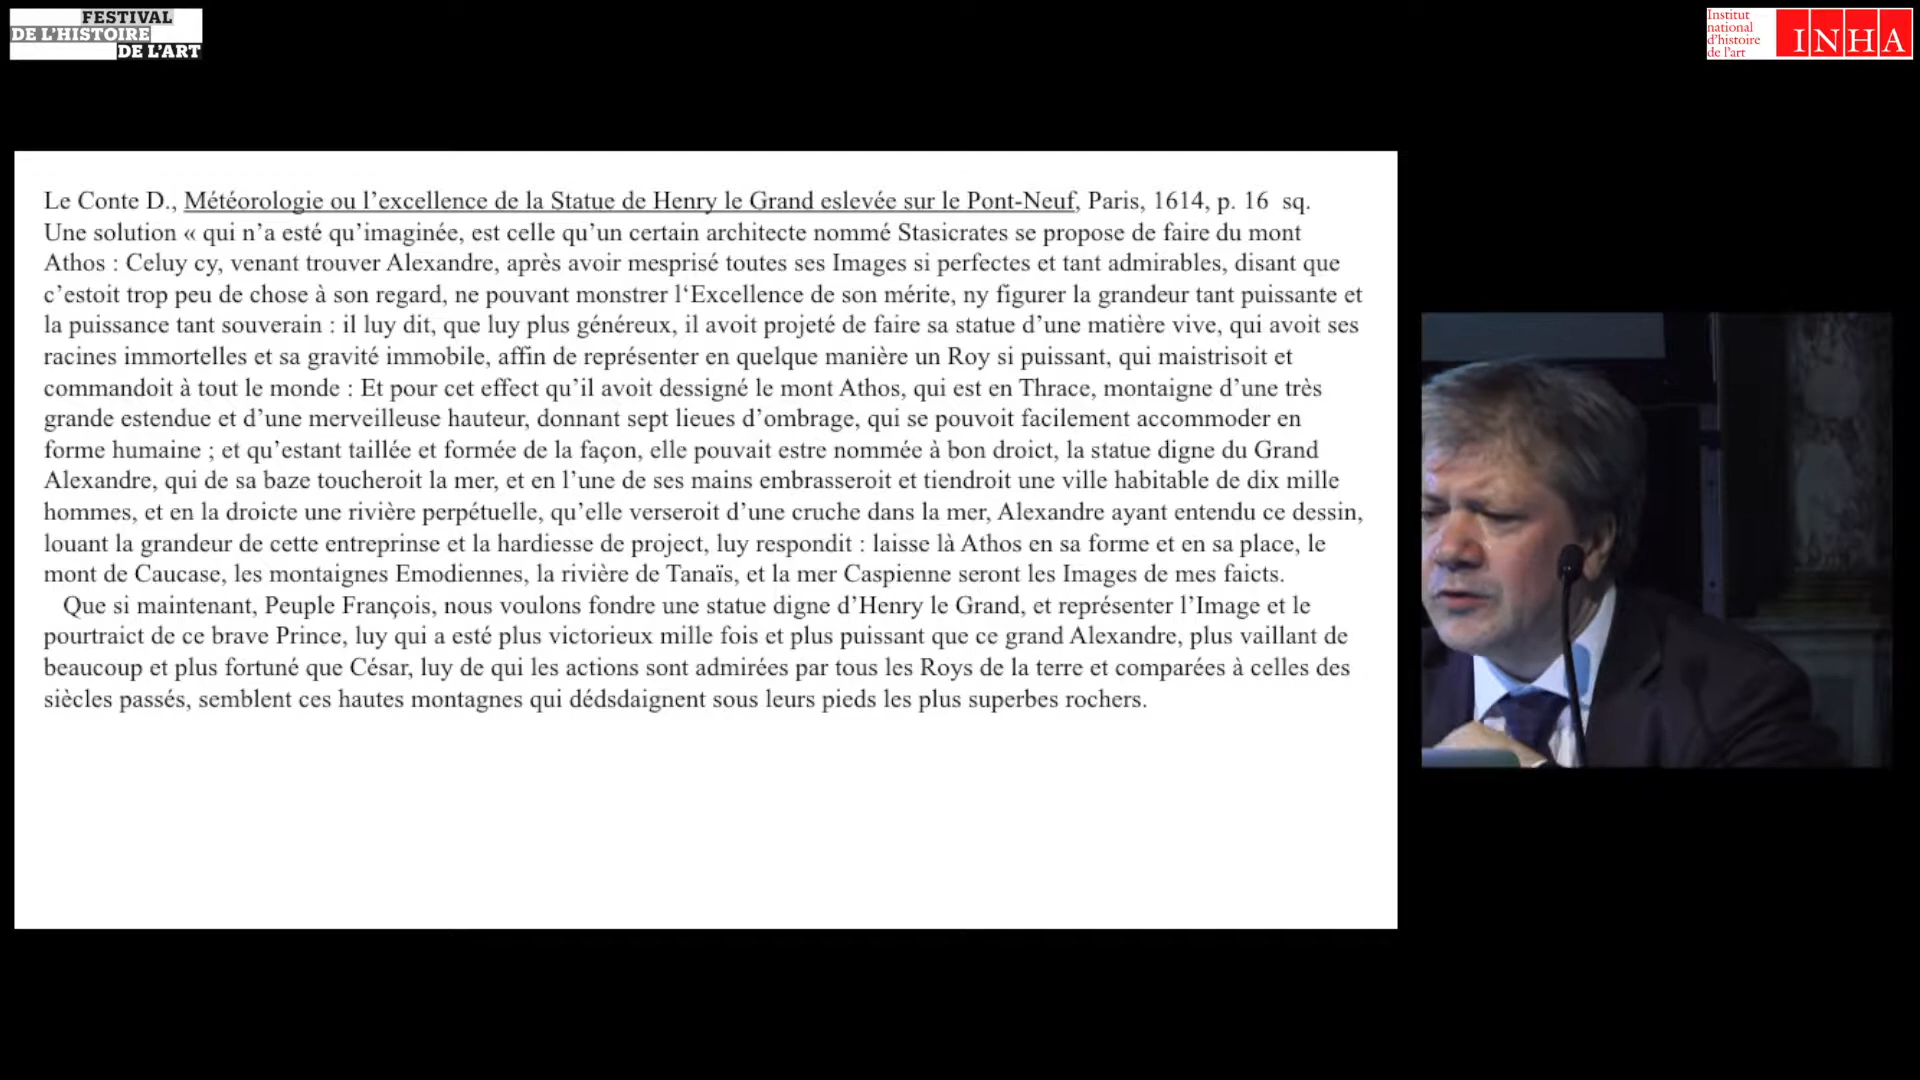 FESTIVAL
DE L'HISTOIRE
DE L'ART
Institut
national
d'histoire
de l'art
INHA
Le Conte D., Météorologie ou l'excellence de la Statue de Henry le Grand eslevée sur le Pont-Neuf, Paris, 1614, p. 16 sq.
Une solution « qui n'a esté qu'imaginée, est celle qu'un certain architecte nommé Stasicrates se propose de faire du mont
Athos : Celuy cy, venant trouver Alexandre, après avoir mesprisé toutes ses Images si perfectes et tant admirables, disant que
c'estoit trop peu de chose à son regard, ne pouvant monstrer l‘Excellence de son mérite, ny figurer la grandeur tant puissante et
la puissance tant souverain : il luy dit, que luy plus généreux, il avoit projeté de faire sa statue d'une matière vive, qui avoit ses
racines immortelles et sa gravité immobile, affin de représenter en quelque manière un Roy si puissant, qui maistrisoit et
commandoit à tout le monde : Et pour cet effect qu'il avoit dessigné le mont Athos, qui est en Thrace, montaigne d'une très
grande estendue et d'une merveilleuse hauteur, donnant sept lieues d'ombrage, qui se pouvoit facilement accommoder en
forme humaine ; et qu'estant taillée et formée de la façon, elle pouvait estre nommée à bon droict, la statue digne du Grand
Alexandre, qui de sa baze toucheroit la mer, et en l'une de ses mains embrasseroit et tiendroit une ville habitable de dix mille
hommes, et en la droicte une rivière perpétuelle, qu'elle verseroit d'une cruche dans la mer, Alexandre ayant entendu ce dessin,
louant la grandeur de cette entreprinse et la hardiesse de project, luy respondit : laisse là Athos en sa forme et en sa place, le
mont de Caucase, les montaignes Emodiennes, la rivière de Tanaïs, et la mer Caspienne seront les Images de mes faicts.
Que si maintenant, Peuple François, nous voulons fondre une statue digne d'Henry le Grand, et représenter l'Image et le
pourtraict de ce brave Prince, luy qui a esté plus victorieux mille fois et plus puissant que ce grand Alexandre, plus vaillant de
beaucoup et plus fortuné que César, luy de qui les actions sont admirées par tous les Roys de la terre et comparées à celles des
siècles passés, semblent ces hautes montagnes qui dédsdaignent sous leurs pieds les plus superbes rochers.